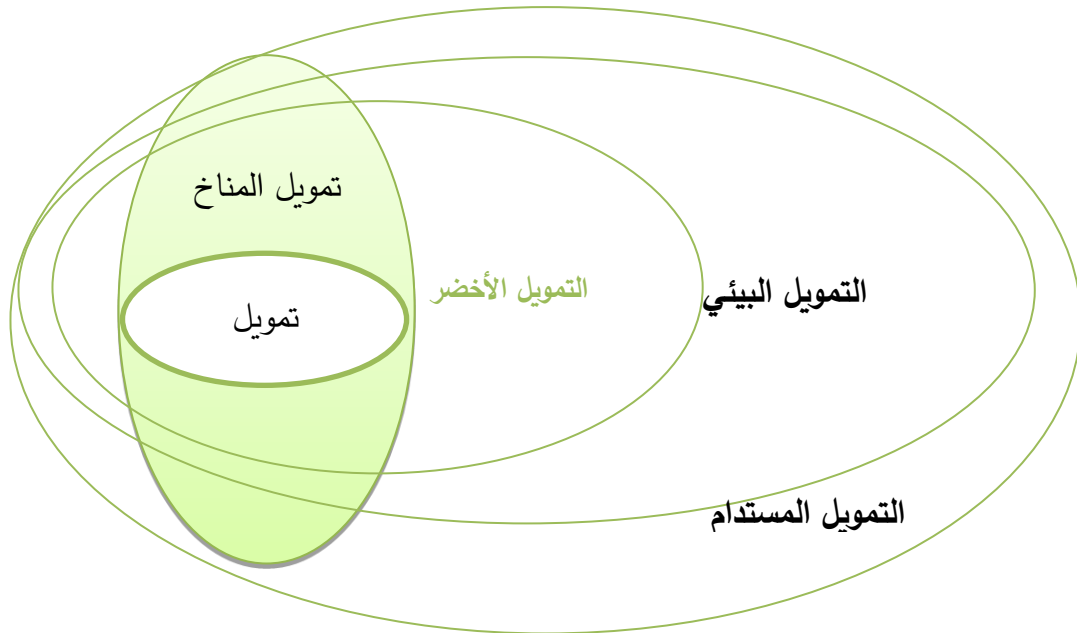 تمويل المناخ
التمويل الأخضر
التمويل البيئي
تمويل
التمويل المستدام